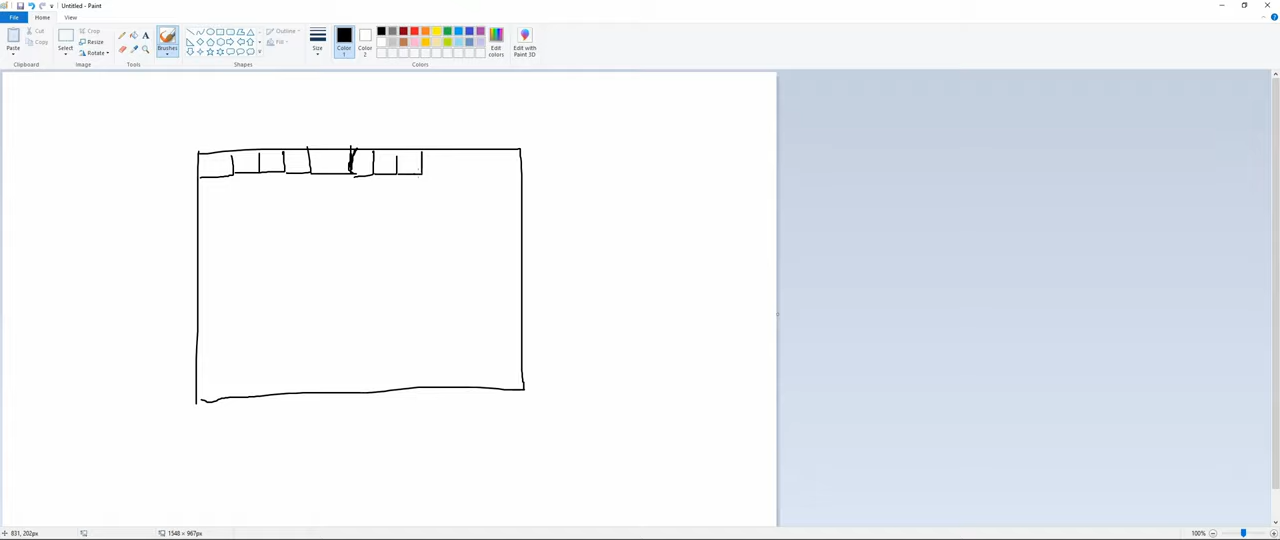 Untitled - Paint
File
Home
View
Paste
Cut
Copy
Clipboard
Select
Crop
Resize
Rotate
Image
Tools
A
Brushes
Outline
Fill
Shapes
Size
Color 1
Color 2
Edit colors
Colors
Edit with Paint 3D
831, 202px
1548 × 967px
100%